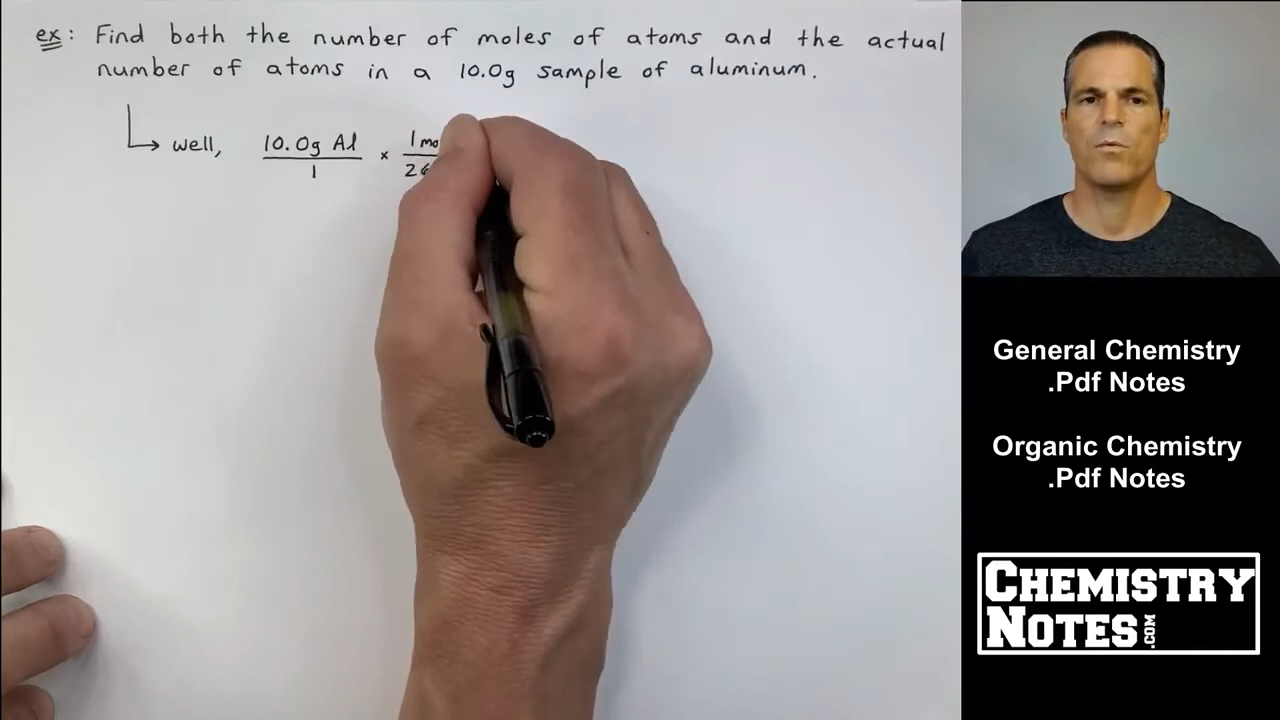 ex: Find both the number of moles of atoms and the actual
number of atoms in a 10.0g sample of aluminum.
well, 10.0g Al × 1
1
General Chemistry
.Pdf Notes
Organic Chemistry
.Pdf Notes
CHEMISTRY
NOTES.COM